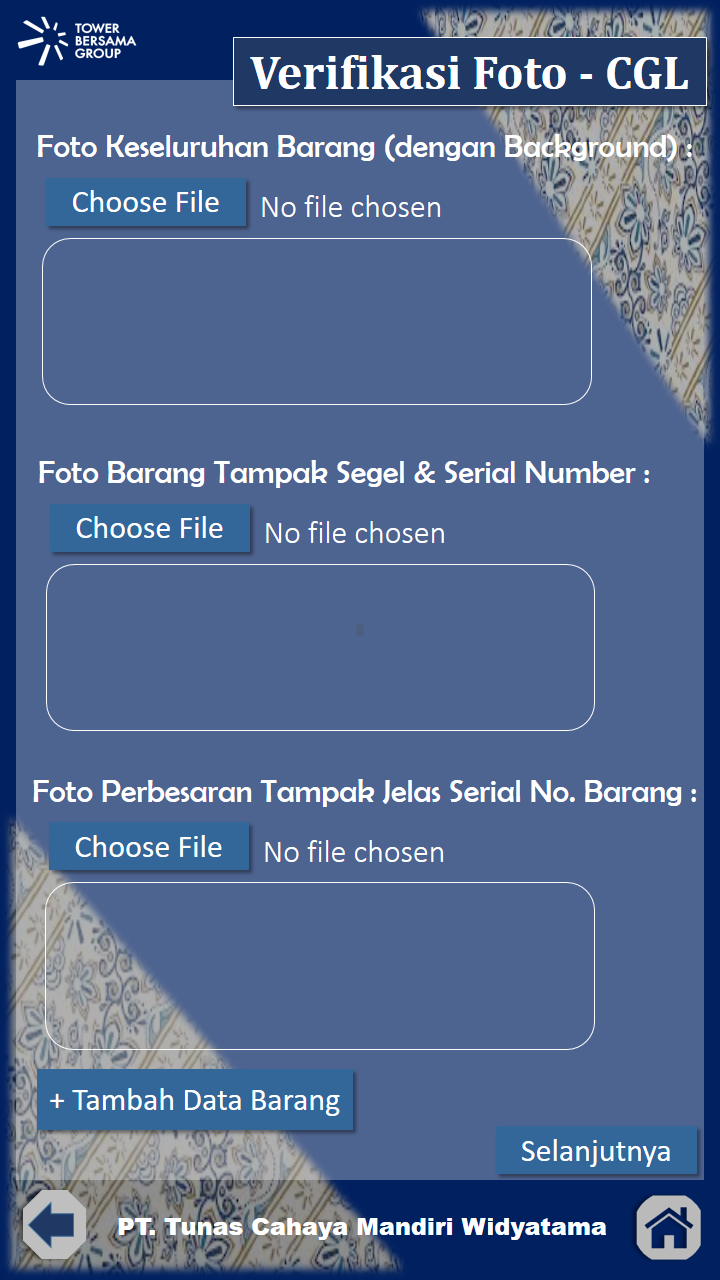 TOWER
BERSAMA
GROUP
Verifikasi Foto - CGL
Foto Keseluruhan Barang (dengan Background) :
Choose File No file chosen
Foto Barang Tampak Segel & Serial Number :
Choose File No file chosen
Foto Perbesaran Tampak Jelas Serial No. Barang :
Choose File No file chosen
+ Tambah Data Barang
Selanjutnya
PT. Tunas Cahaya Mandiri Widyatama